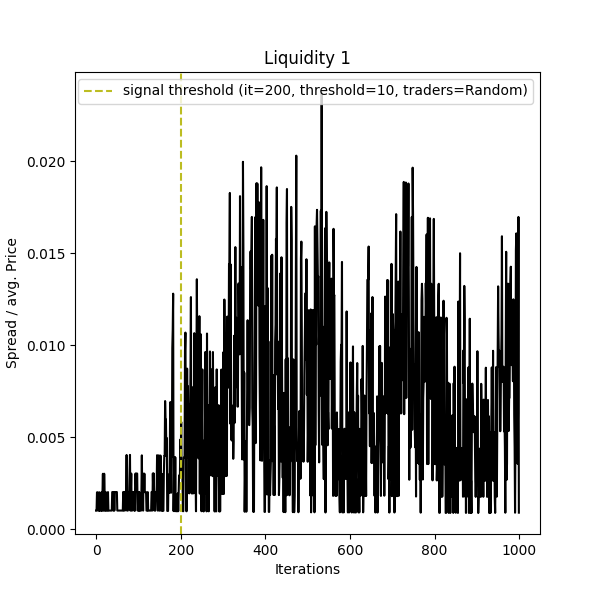 Liquidity 1
signal threshold (it=200, threshold=10, traders=Random)
Spread / avg. Price
0.020
0.015
0.010
0.005
0.000
0 200 400 600 800 1000
Iterations